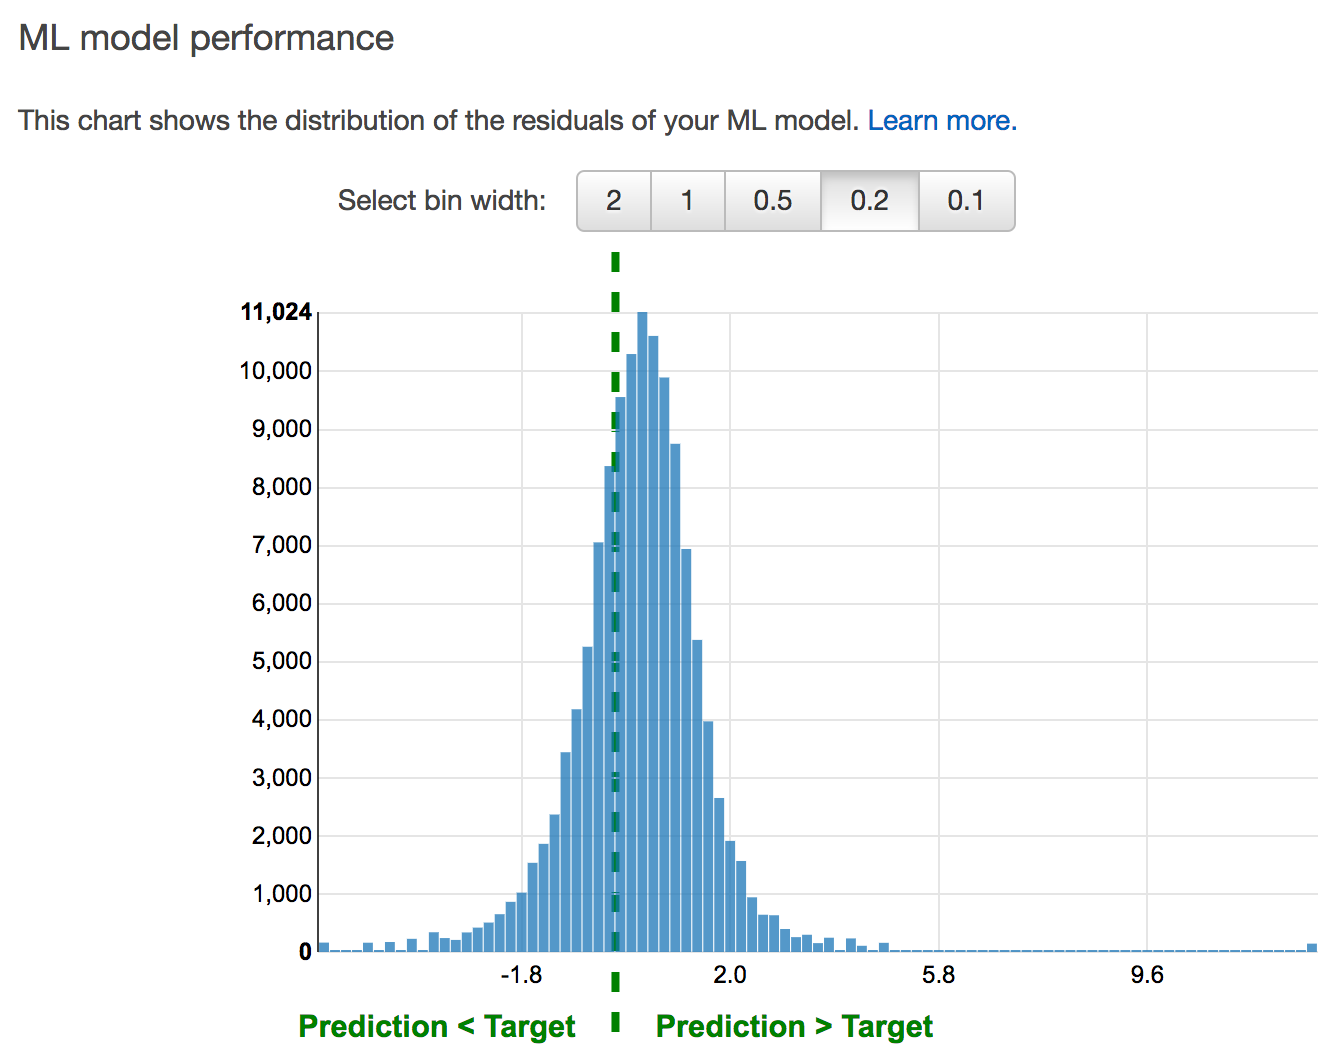 ML model performance
This chart shows the distribution of the residuals of your ML model. Learn more.
Select bin width: 2 1 0.5 0.2 0.1
11,024
10,000
9,000
8,000
7,000
6,000
5,000
4,000
3,000
2,000
1,000
0
-1.8 2.0 5.8 9.6
Prediction < Target Prediction > Target